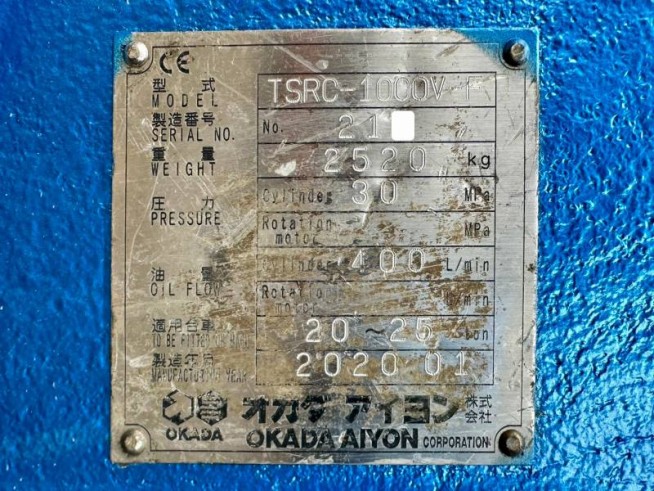 CE
型 式 TSRC-1000V-F
MODEL
製造番号 No. 21
SERIAL NO.
重 量 2520 kg
WEIGHT
圧 力 Cylinder 30 MPa
PRESSURE Rotation motor MPa
油 量 Cylinder 400 L/min
OIL FLOW Rotation motor L/min
適用台車 20~25 ton
TO BE FITTED ON
製造年月 2020 01
MANUFACTURING YEAR
オカダアイヨン 株式会社
OKADA OKADA AIYON CORPORATION